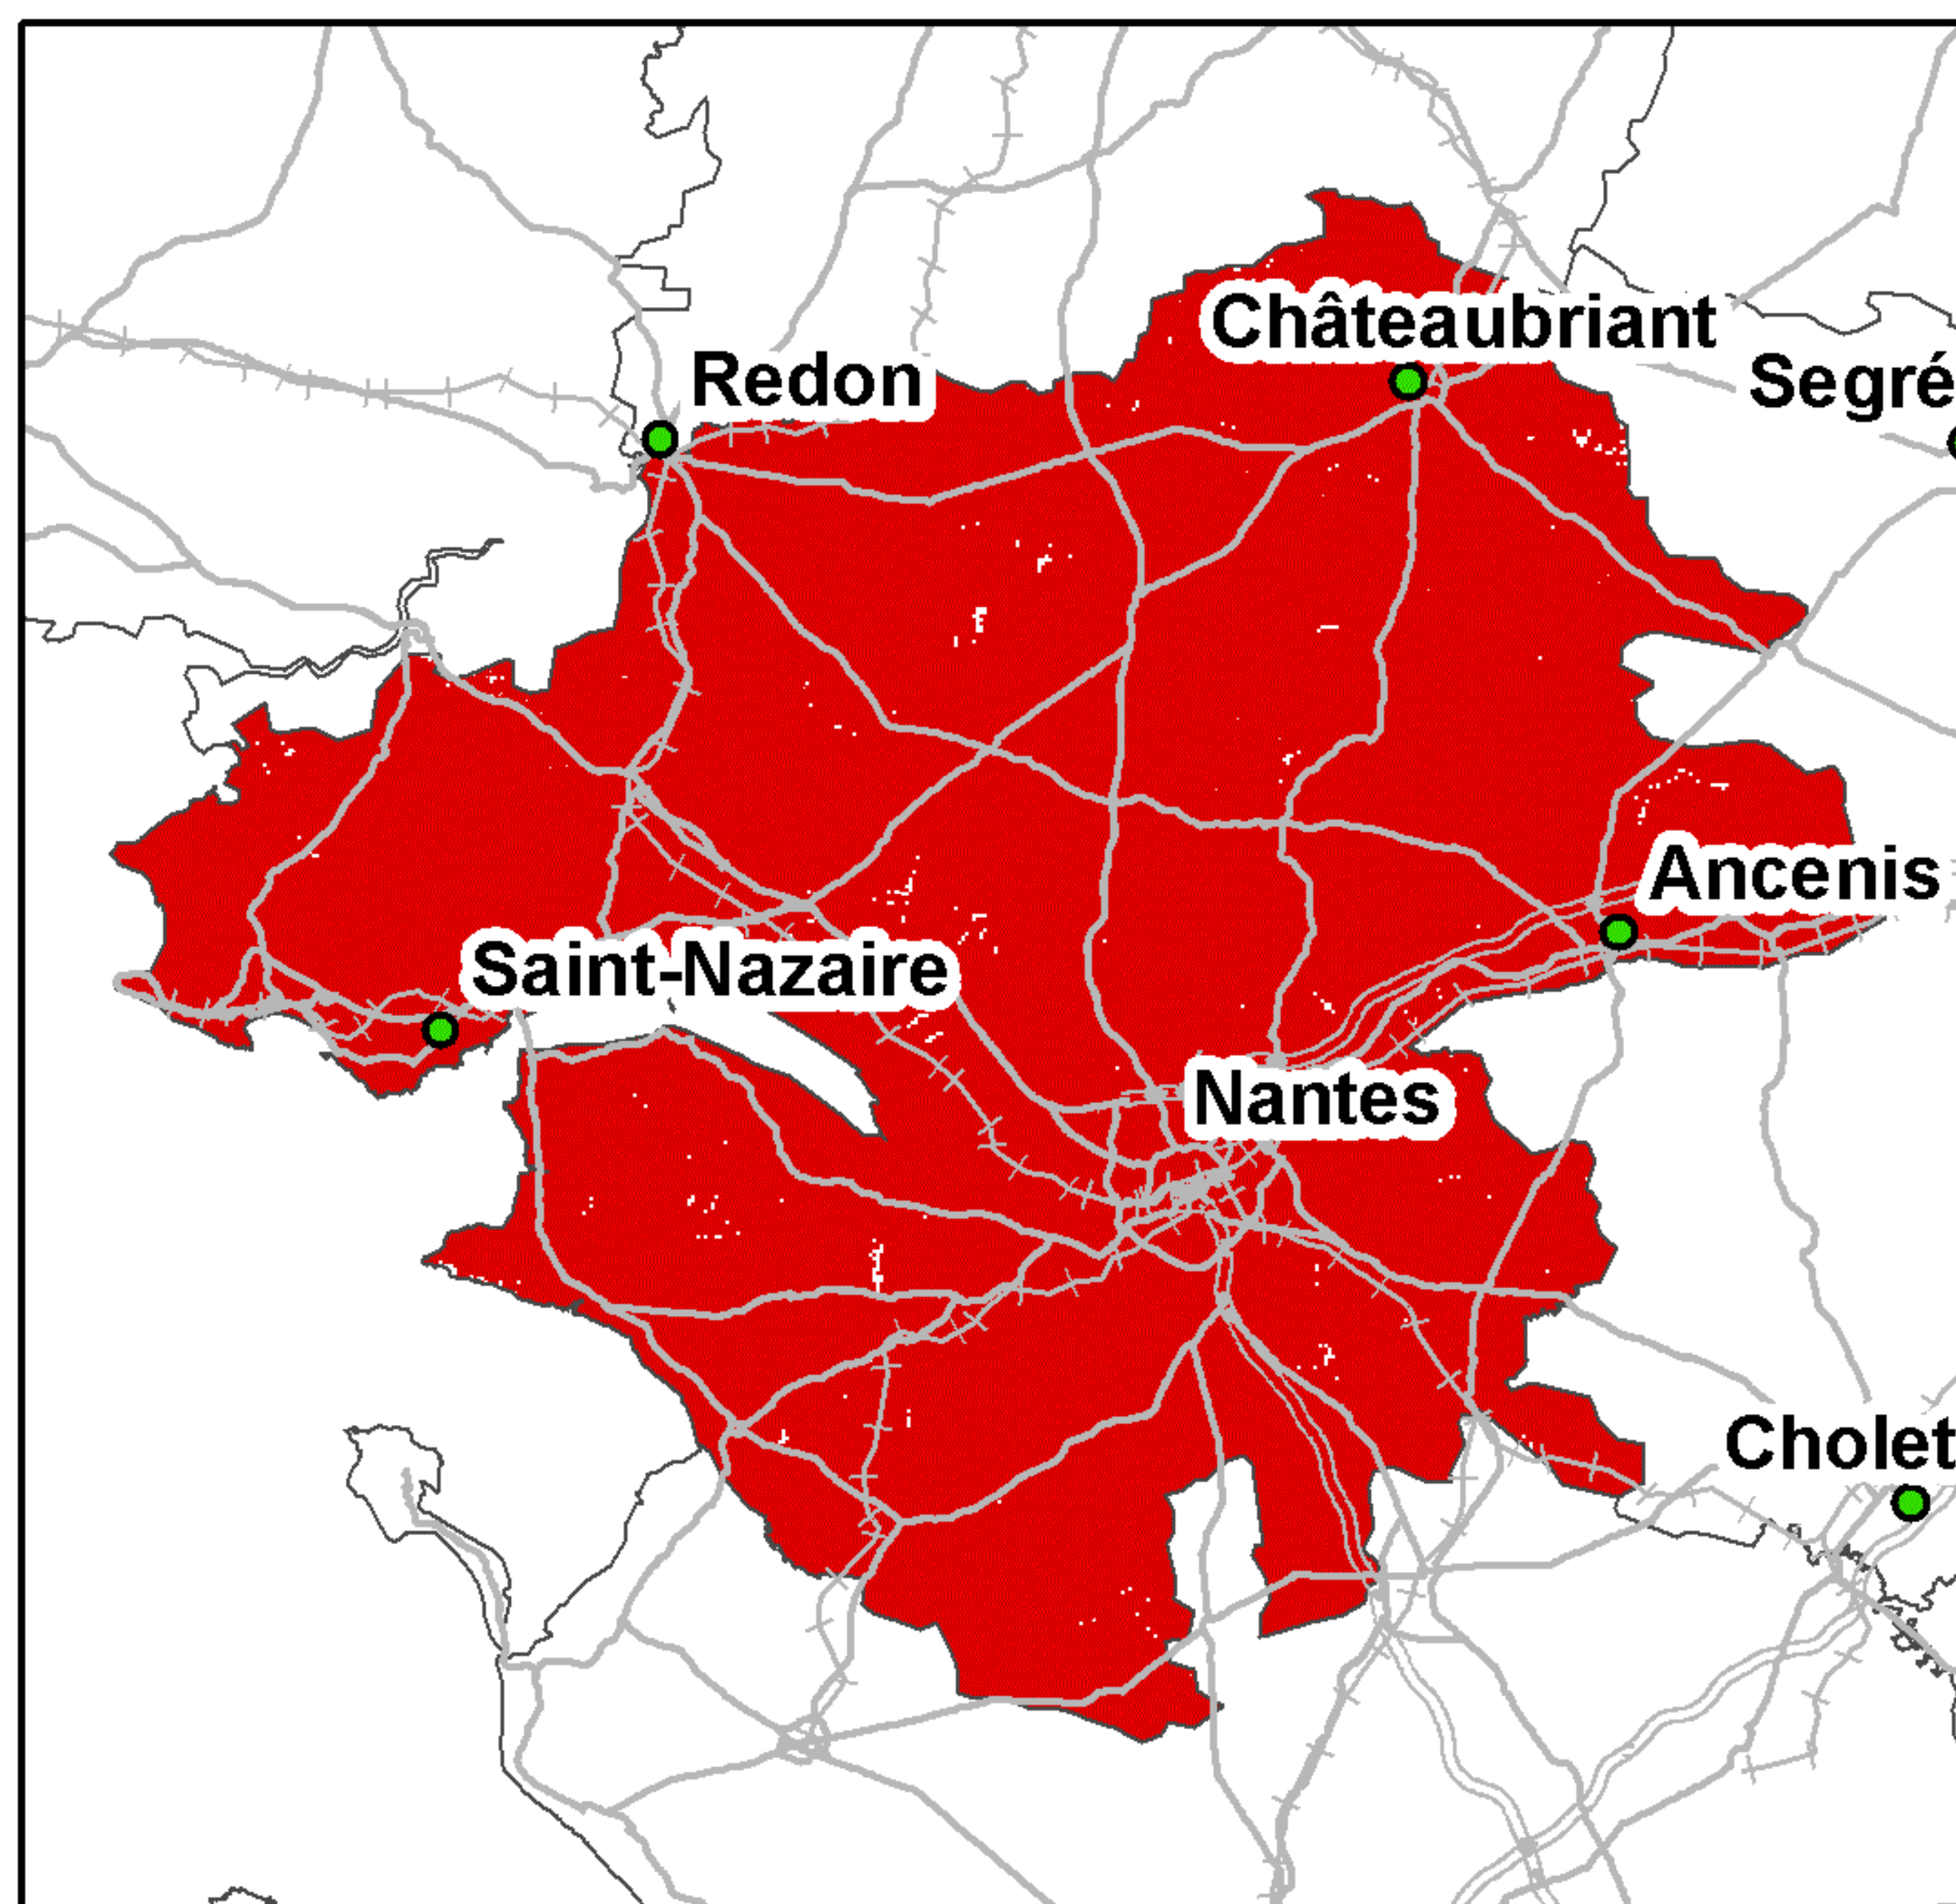 Châteaubriant
Redon
Segré
Ancenis
Saint-Nazaire
Nantes
Cholet